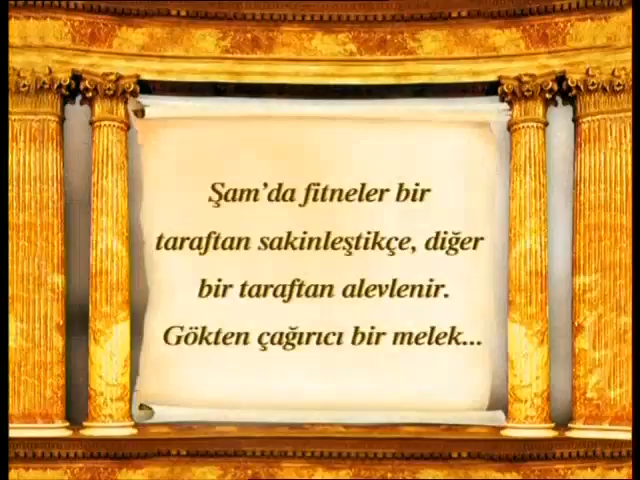 Şam'da fitneler bir
taraftan sakinleştikçe, diğer
bir taraftan alevlenir.
Gökten çağırıcı bir melek...